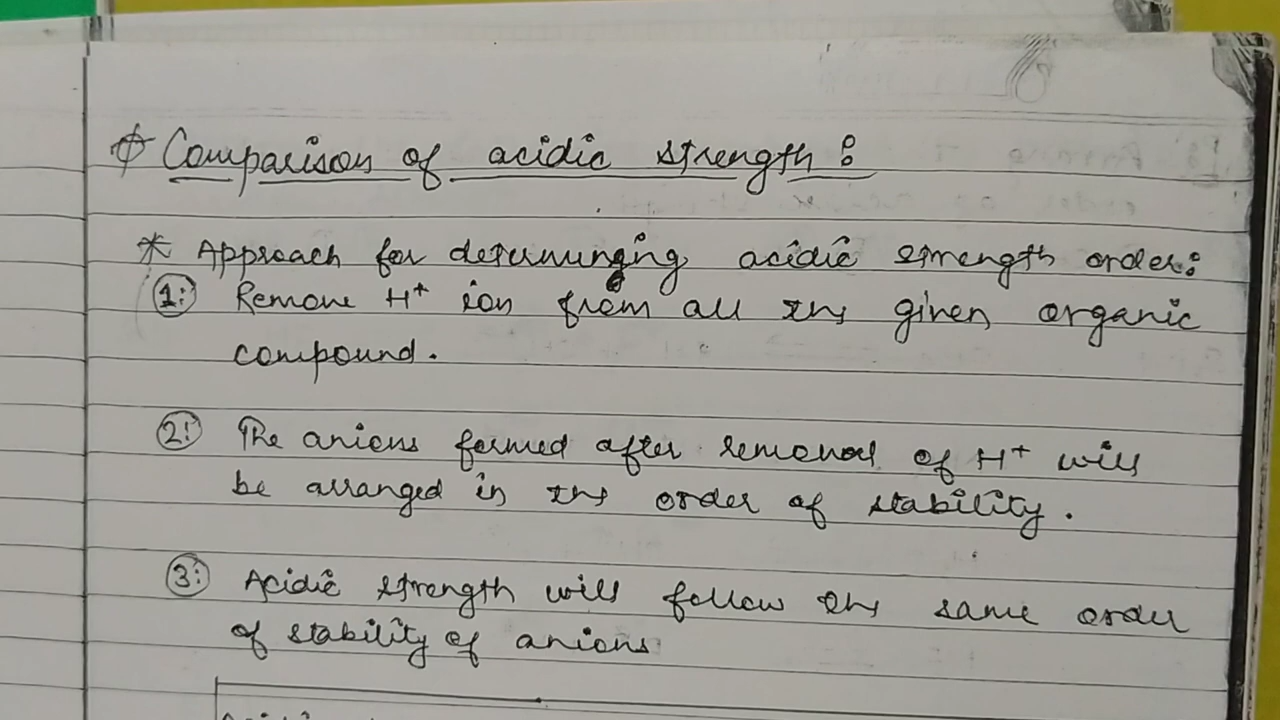 Comparison of acidic strength :
* Approach for determinging acidic strength order:
1: Remove H+ ion from all the given organic
compound.
2: The anions formed after removal of H+ will
be arranged in the order of stability.
3: Acidic strength will follow the same order
of stability of anions